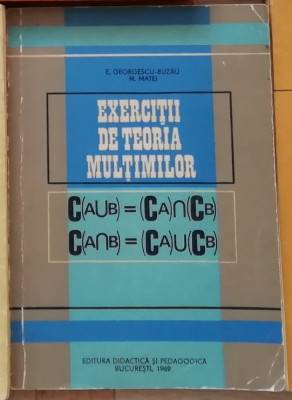 E. GEORGESCU-BUZĂU
N. MATEI
EXERCIȚII
DE TEORIA
MULȚIMILOR
C(A∪B) = (CA)∩(CB)
C(A∩B) = (CA)∪(CB)
EDITURA DIDACTICĂ ȘI PEDAGOGICĂ
BUCUREȘTI, 1969